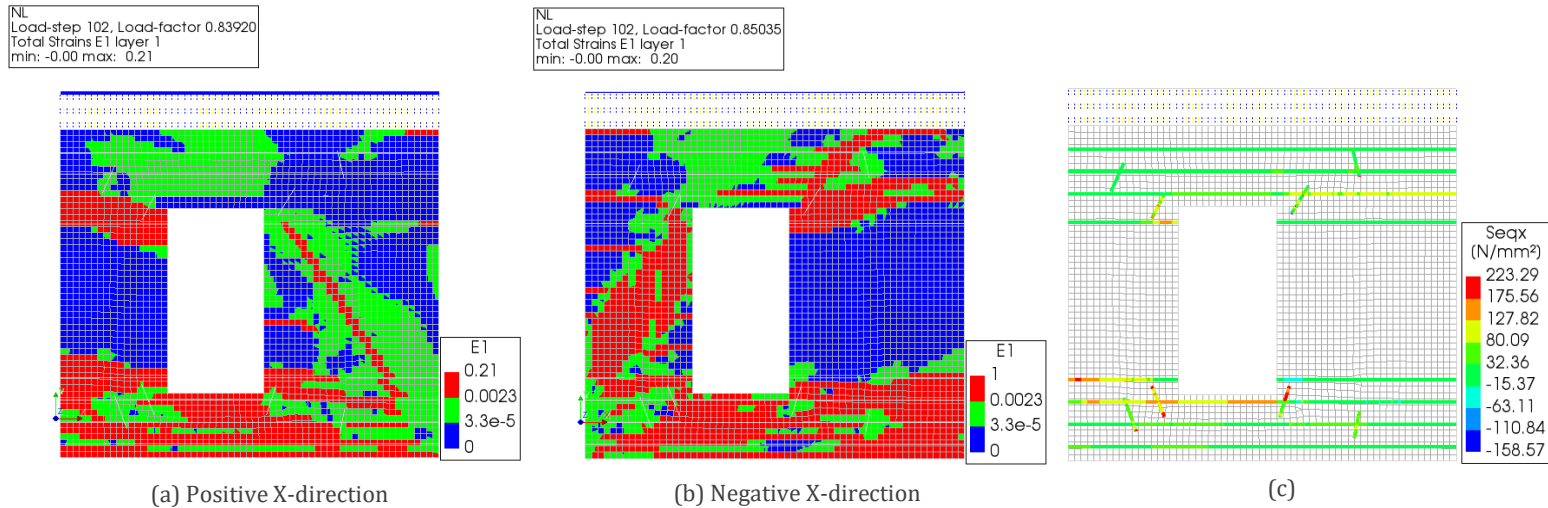 NL
Load-step 102, Load-factor 0.83920
Total Strains E1 layer 1
min: -0.00 max: 0.21
E1
0.21
0.0023
3.3e-5
0
(a) Positive X-direction
NL
Load-step 102, Load-factor 0.85035
Total Strains E1 layer 1
min: -0.00 max: 0.20
E1
1
0.0023
3.3e-5
0
(b) Negative X-direction
Seqx
(N/mm²)
223.29
175.56
127.82
80.09
32.36
-15.37
-63.11
-110.84
-158.57
(c)